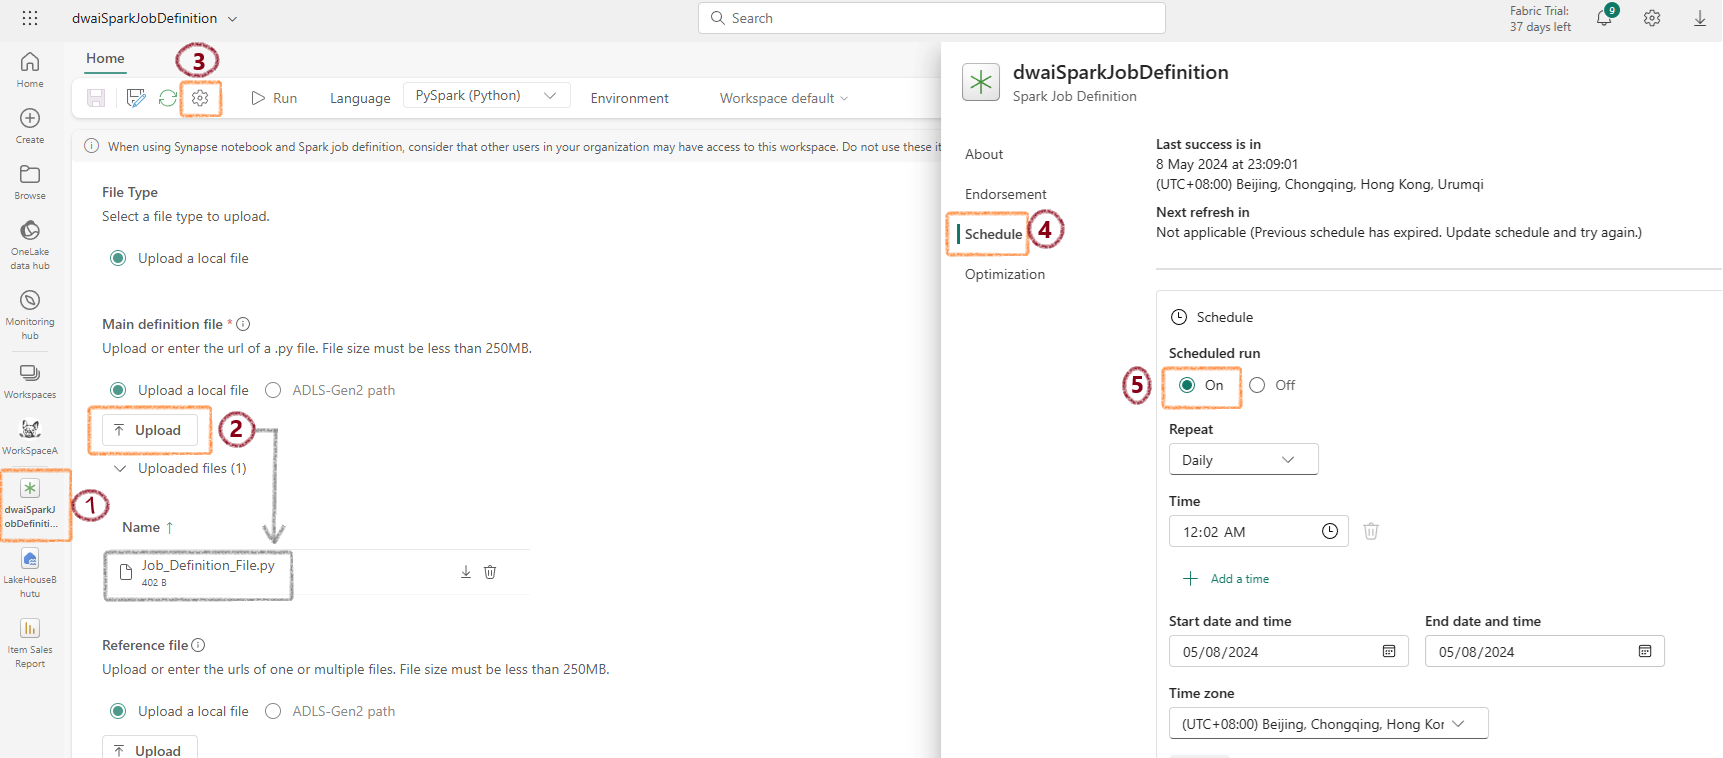 dwaiSparkJobDefinition
Search
Fabric Trial:
37 days left
9
Home
Create
Browse
OneLake
data hub
Monitoring
hub
Workspaces
WorkSpaceA
dwaiSparkJ
obDefiniti...
1
LakeHouseB
hutu
Item Sales
Report
Home
3
Run
Language
PySpark (Python)
Environment
Workspace default
When using Synapse notebook and Spark job definition, consider that other users in your organization may have access to this workspace. Do not use these it
File Type
Select a file type to upload.
Upload a local file
Main definition file *
Upload or enter the url of a .py file. File size must be less than 250MB.
Upload a local file
ADLS-Gen2 path
Upload
2
Uploaded files (1)
Name ↑
Job_Definition_File.py
402 B
Reference file
Upload or enter the urls of one or multiple files. File size must be less than 250MB.
Upload a local file
ADLS-Gen2 path
Upload
dwaiSparkJobDefinition
Spark Job Definition
About
Endorsement
Schedule
4
Optimization
Last success is in
8 May 2024 at 23:09:01
(UTC+08:00) Beijing, Chongqing, Hong Kong, Urumqi
Next refresh in
Not applicable (Previous schedule has expired. Update schedule and try again.)
Schedule
Scheduled run
5
On
Off
Repeat
Daily
Time
12:02 AM
Add a time
Start date and time
End date and time
05/08/2024
05/08/2024
Time zone
(UTC+08:00) Beijing, Chongqing, Hong Kor